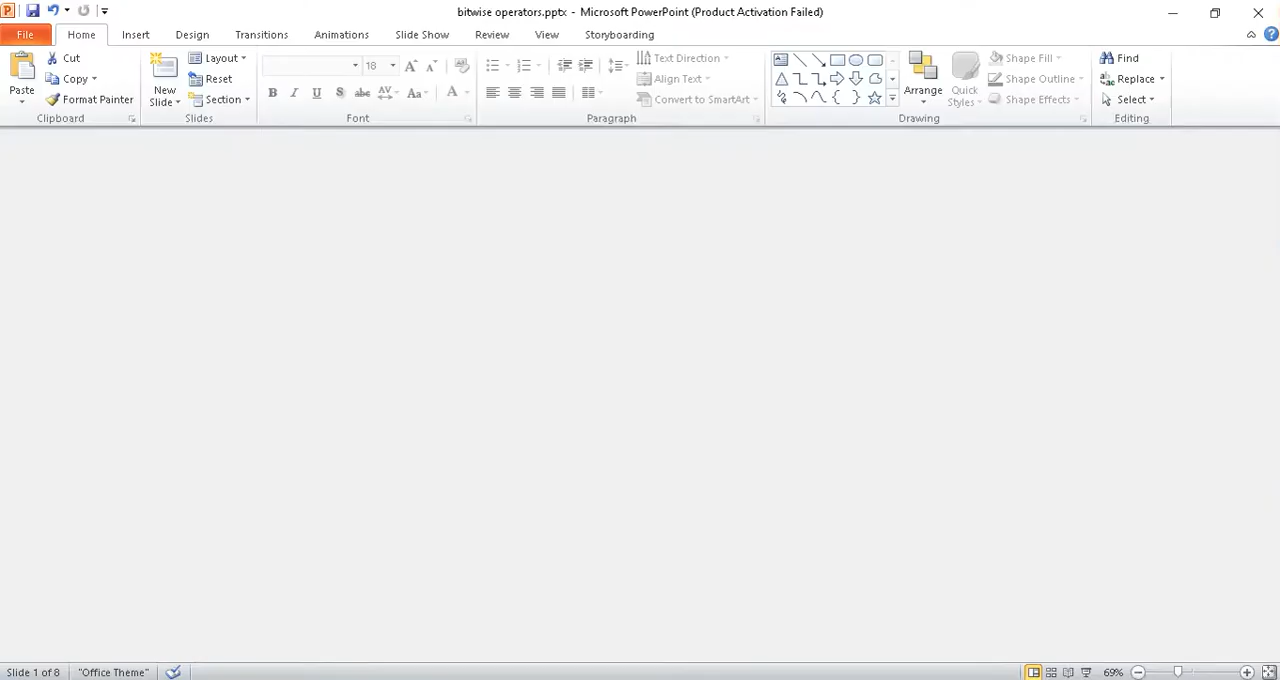 bitwise operators.pptx - Microsoft PowerPoint (Product Activation Failed)
File Home Insert Design Transitions Animations Slide Show Review View Storyboarding
Paste
Cut
Copy
Format Painter
Clipboard
New
Slide
Layout
Reset
Section
Slides
18
B I U S abc AV Aa A
Font
Text Direction
Align Text
Convert to SmartArt
Paragraph
Arrange
Quick
Styles
Shape Fill
Shape Outline
Shape Effects
Drawing
Find
Replace
Select
Editing
Slide 1 of 8 "Office Theme" 69%